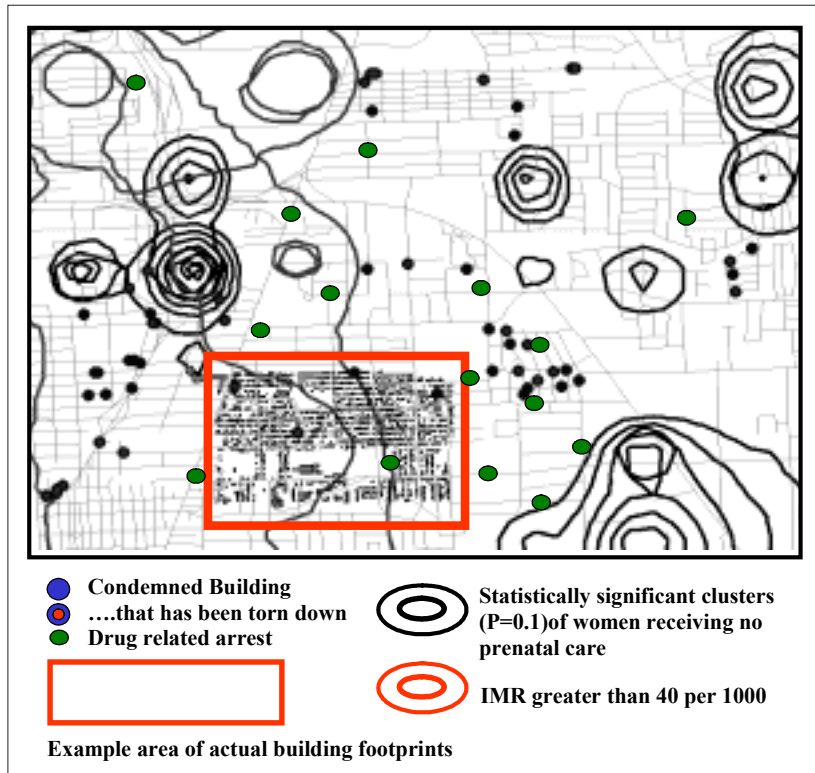 Condemned Building
....that has been torn down
Drug related arrest
Statistically significant clusters
(P=0.1)of women receiving no
prenatal care
IMR greater than 40 per 1000
Example area of actual building footprints